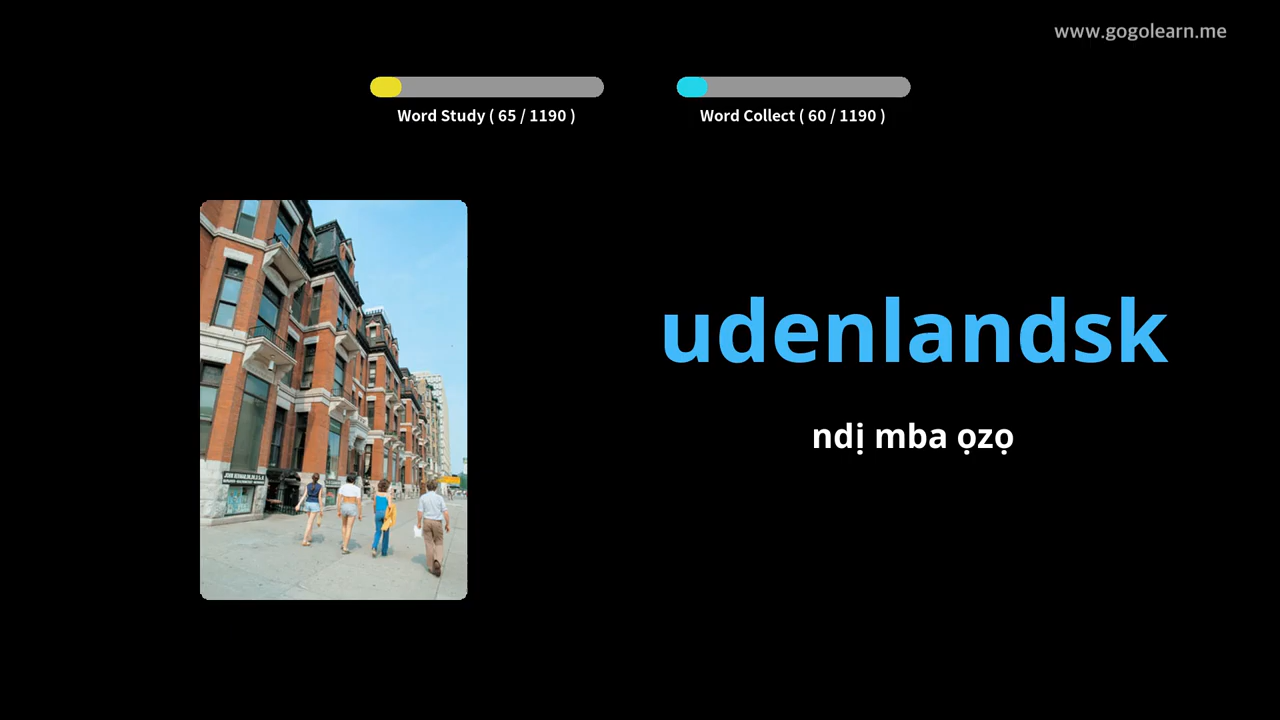 www.gogolearn.me
Word Study ( 65 / 1190 )
Word Collect ( 60 / 1190 )
udenlandsk
ndị mba ọzọ